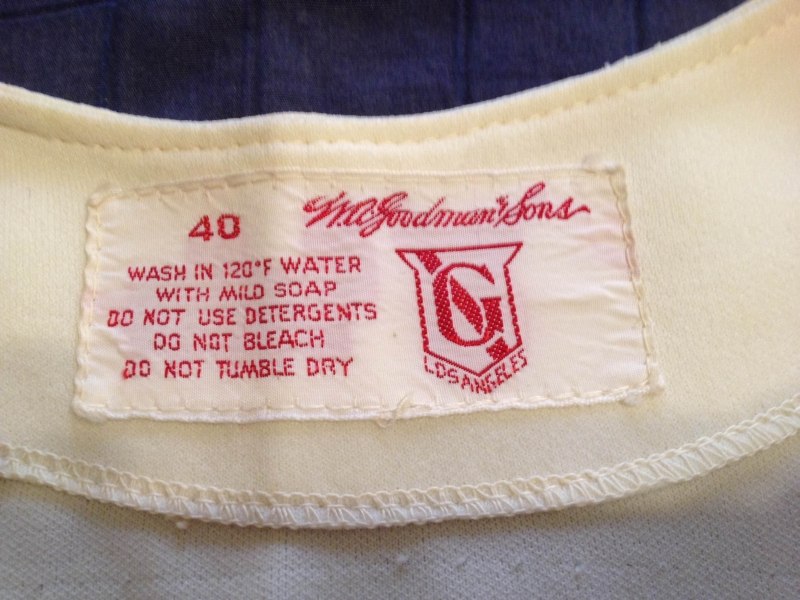 40
Wm. Goodman & Sons
WASH IN 120°F WATER
WITH MILD SOAP
DO NOT USE DETERGENTS
DO NOT BLEACH
DO NOT TUMBLE DRY
G
LOS ANGELES